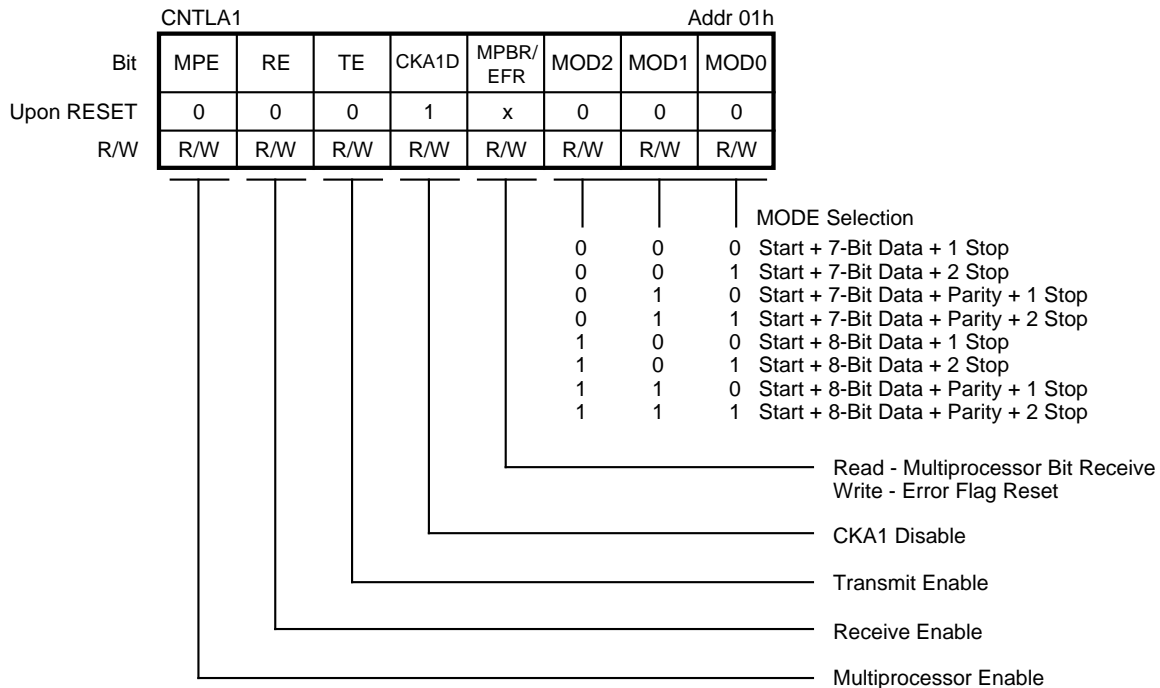 CNTLA1 Addr 01h
Bit MPE RE TE CKA1D MPBR/ EFR MOD2 MOD1 MOD0
Upon RESET 0 0 0 1 x 0 0 0
R/W R/W R/W R/W R/W R/W R/W R/W R/W
MODE Selection
0 0 0 Start + 7-Bit Data + 1 Stop
0 0 1 Start + 7-Bit Data + 2 Stop
0 1 0 Start + 7-Bit Data + Parity + 1 Stop
0 1 1 Start + 7-Bit Data + Parity + 2 Stop
1 0 0 Start + 8-Bit Data + 1 Stop
1 0 1 Start + 8-Bit Data + 2 Stop
1 1 0 Start + 8-Bit Data + Parity + 1 Stop
1 1 1 Start + 8-Bit Data + Parity + 2 Stop
Read - Multiprocessor Bit Receive
Write - Error Flag Reset
CKA1 Disable
Transmit Enable
Receive Enable
Multiprocessor Enable